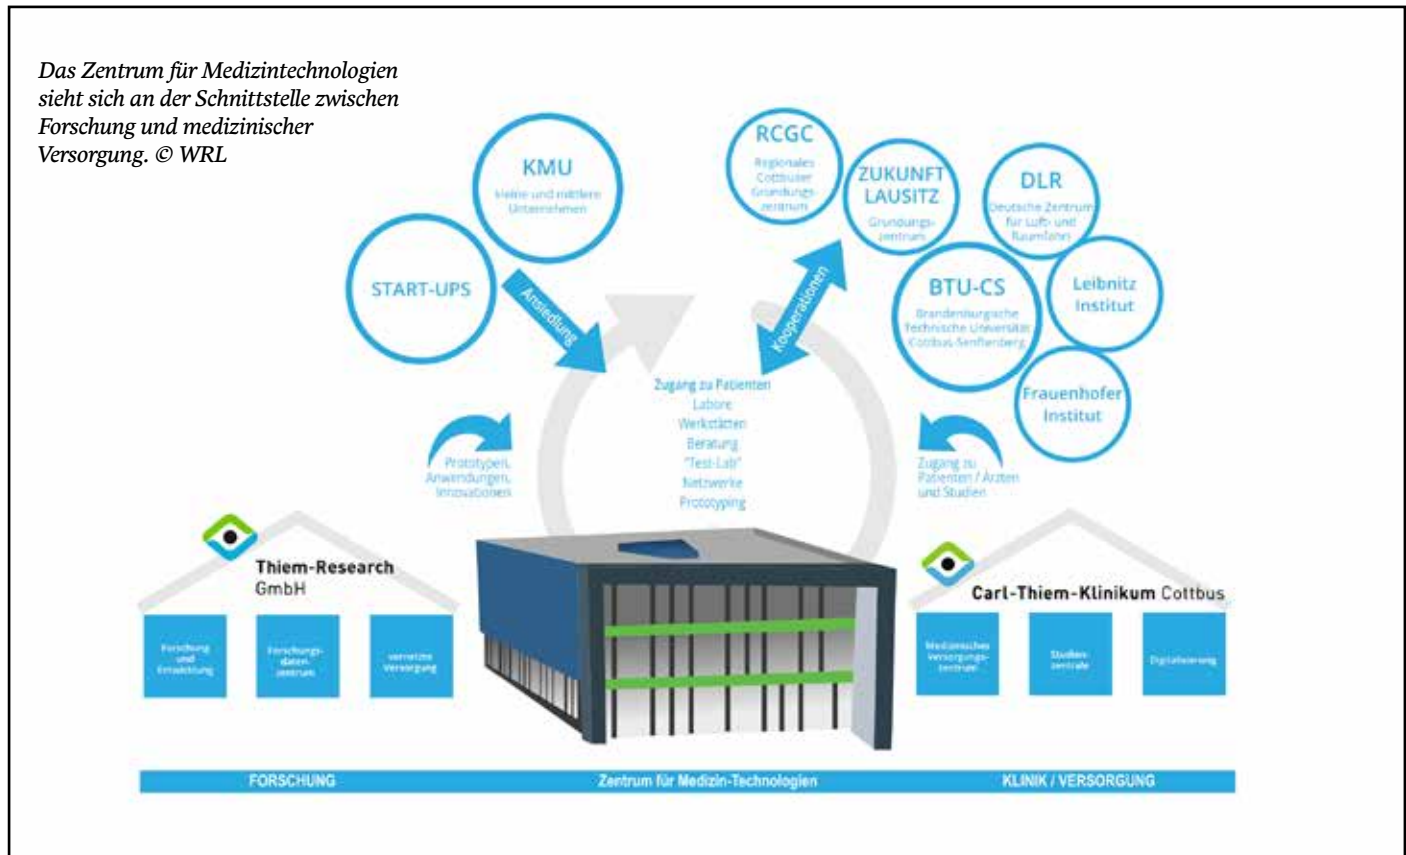 Das Zentrum für Medizintechnologien
sieht sich an der Schnittstelle zwischen
Forschung und medizinischer
Versorgung. © WRL
KMU
kleine und mittlere
Unternehmen
START-UPS
Ansiedlung
RCGC
Regionales
Cottbuser
Gründungs-
zentrum
ZUKUNFT
LAUSITZ
Gründungs-
zentrum
DLR
Deutsche Zentrum
für Luft- und
Raumfahrt
BTU-CS
Brandenburgische
Technische Universität
Cottbus-Senftenberg
Leibnitz
Institut
Frauenhofer
Institut
Kooperationen
Zugang zu Patienten
Labore
Werkstätten
Beratung
"Test-Lab"
Netzwerke
Prototyping
Prototypen,
Anwendungen,
Innovationen
Zugang zu
Patienten / Ärzten
und Studien
Thiem-Research
GmbH
Forschung
und
Entwicklung
Forschungs-
daten-
zentrum
vernetzte
Versorgung
Carl-Thiem-Klinikum Cottbus
Medizinisches
Versorgungs-
zentrum
Studien-
zentrale
Digitalisierung
FORSCHUNG
Zentrum für Medizin-Technologien
KLINIK / VERSORGUNG